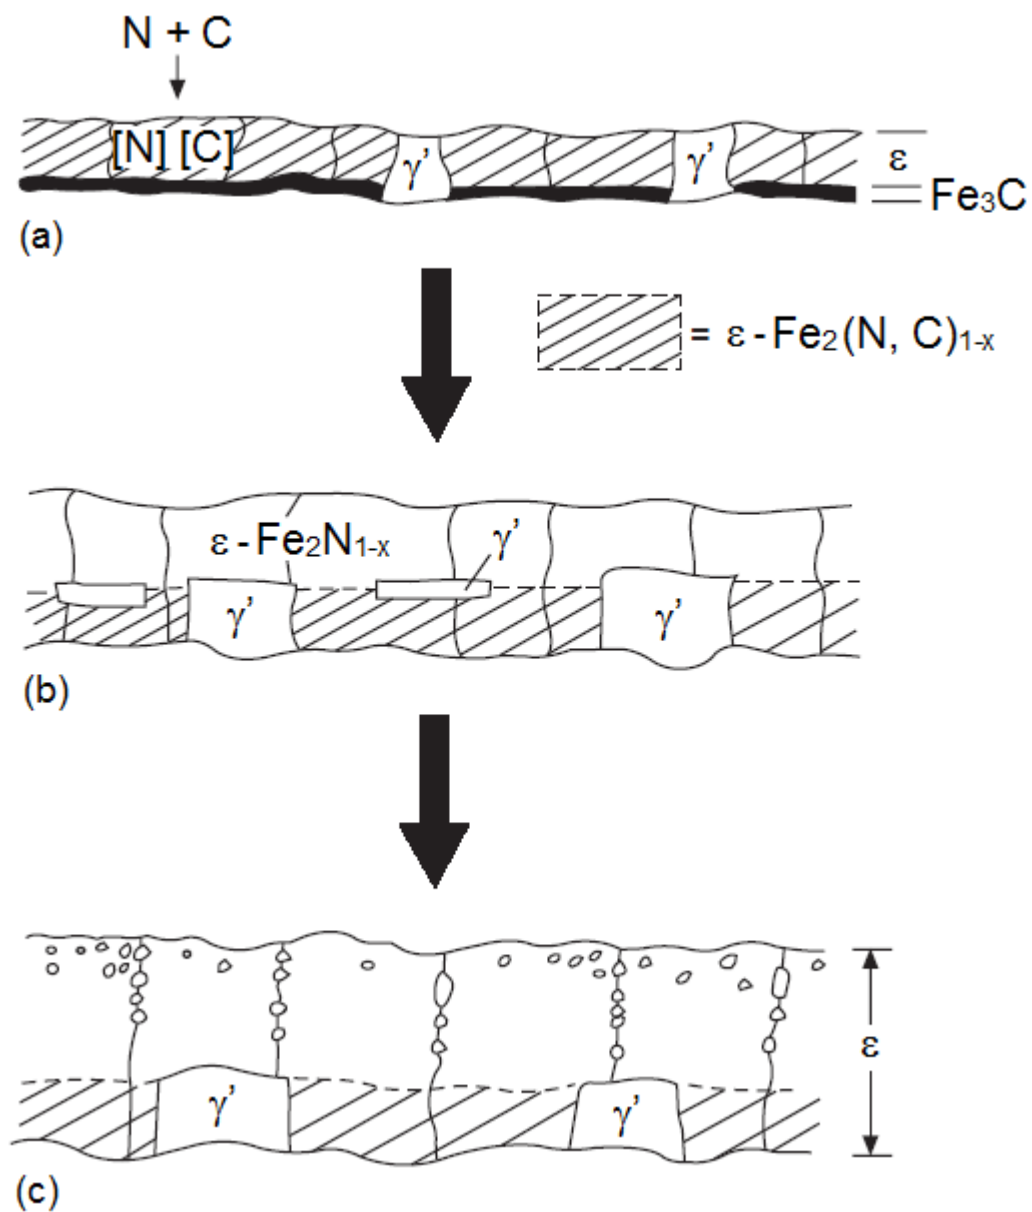 N + C
[N] [C]
γ'
γ'
ε
Fe₃C
(a)
= ε - Fe₂(N, C)₁₋ₓ
ε - Fe₂N₁₋ₓ
γ'
γ'
γ'
(b)
γ'
γ'
ε
(c)